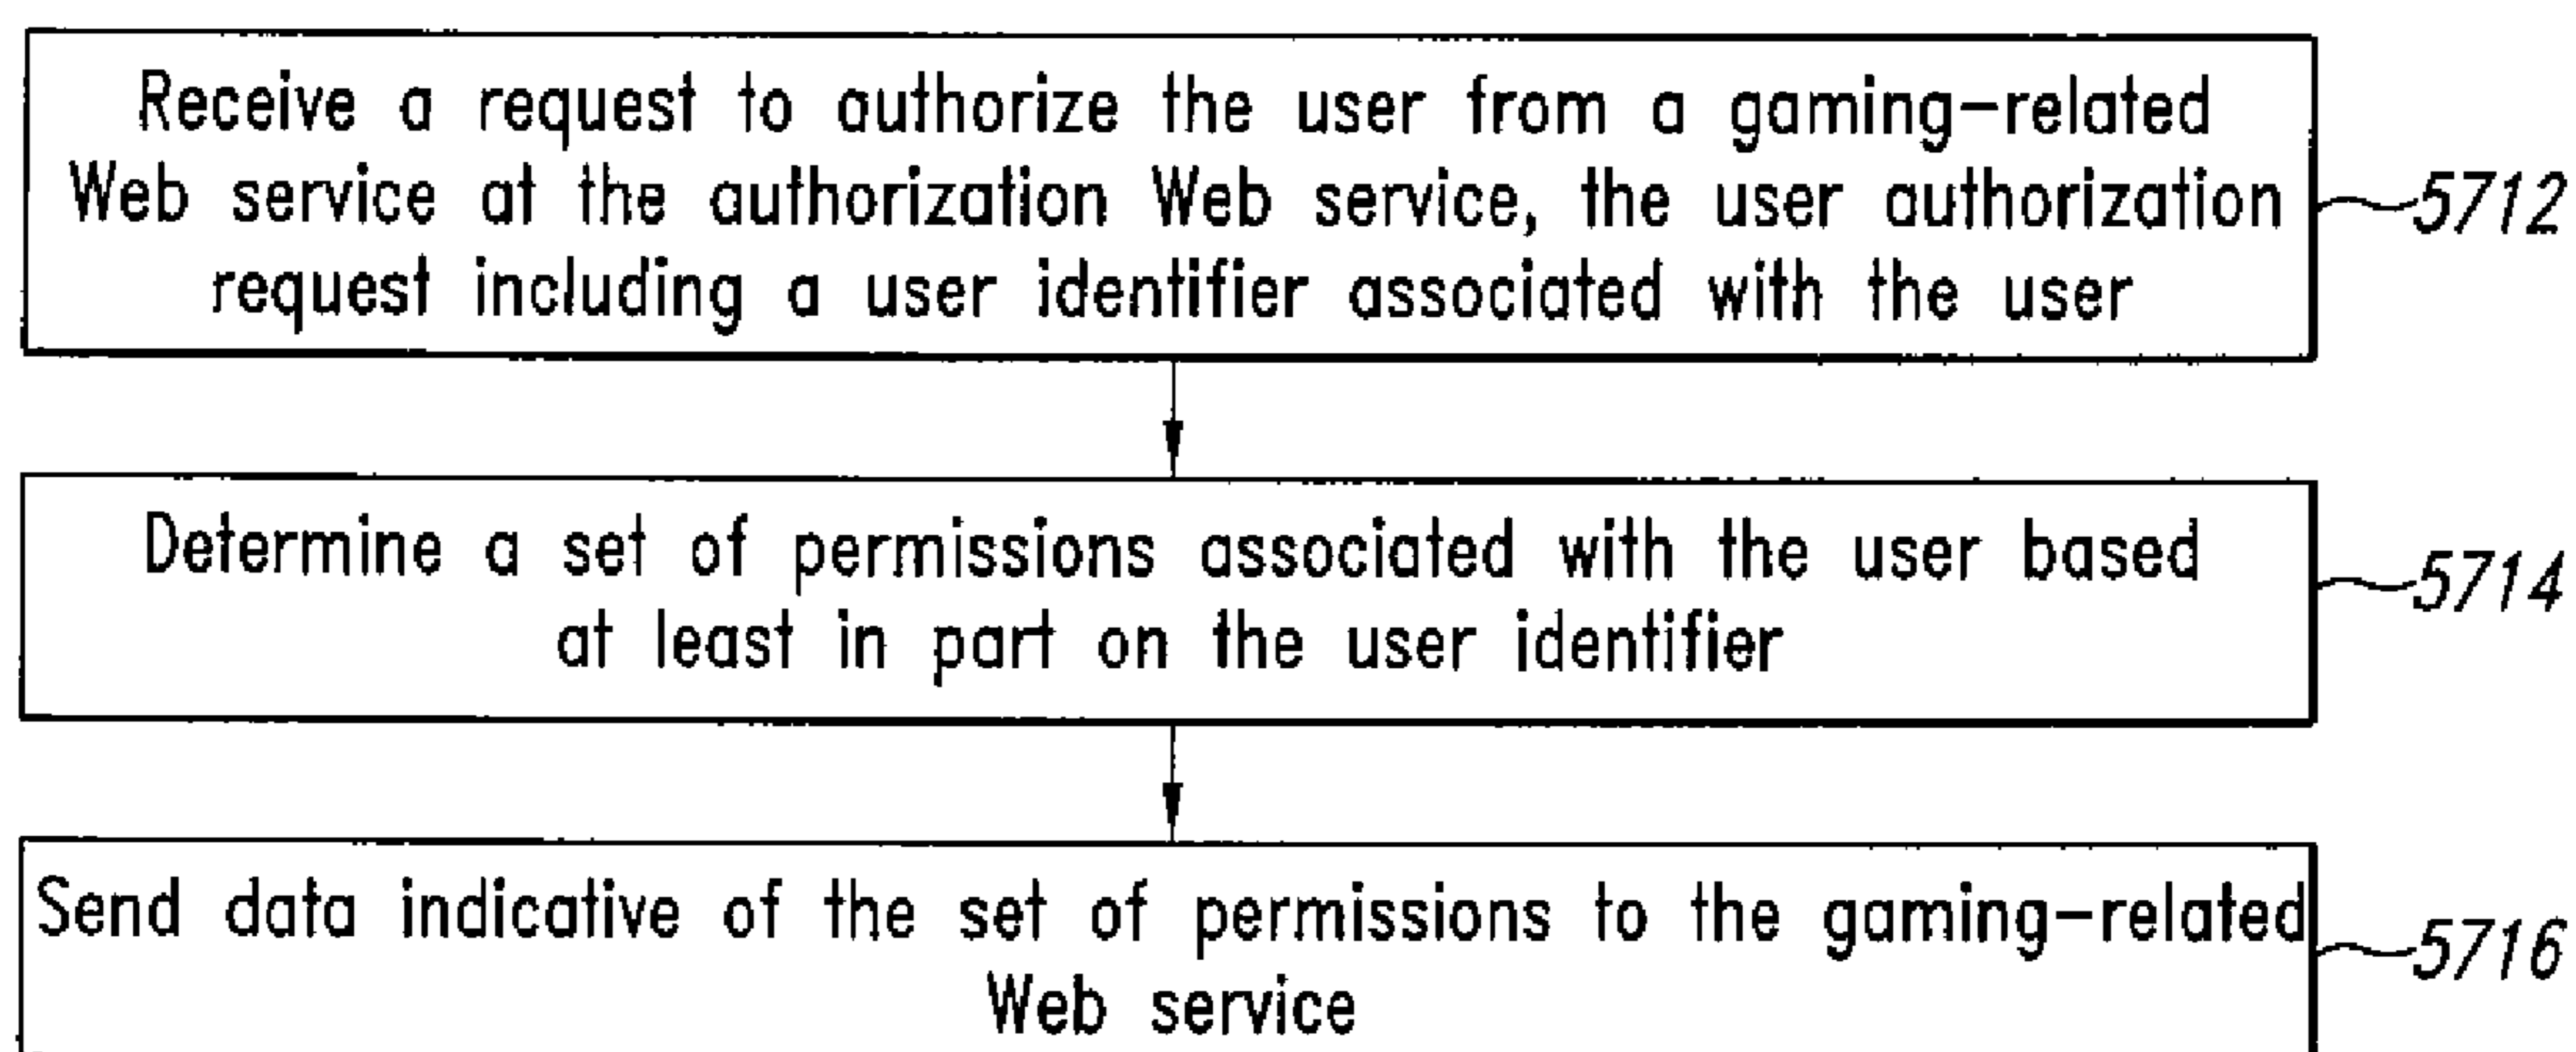 Receive a request to authorize the user from a gaming-related
Web service at the authorization Web service, the user authorization
request including a user identifier associated with the user
5712
Determine a set of permissions associated with the user based
at least in part on the user identifier
5714
Send data indicative of the set of permissions to the gaming-related
Web service
5716